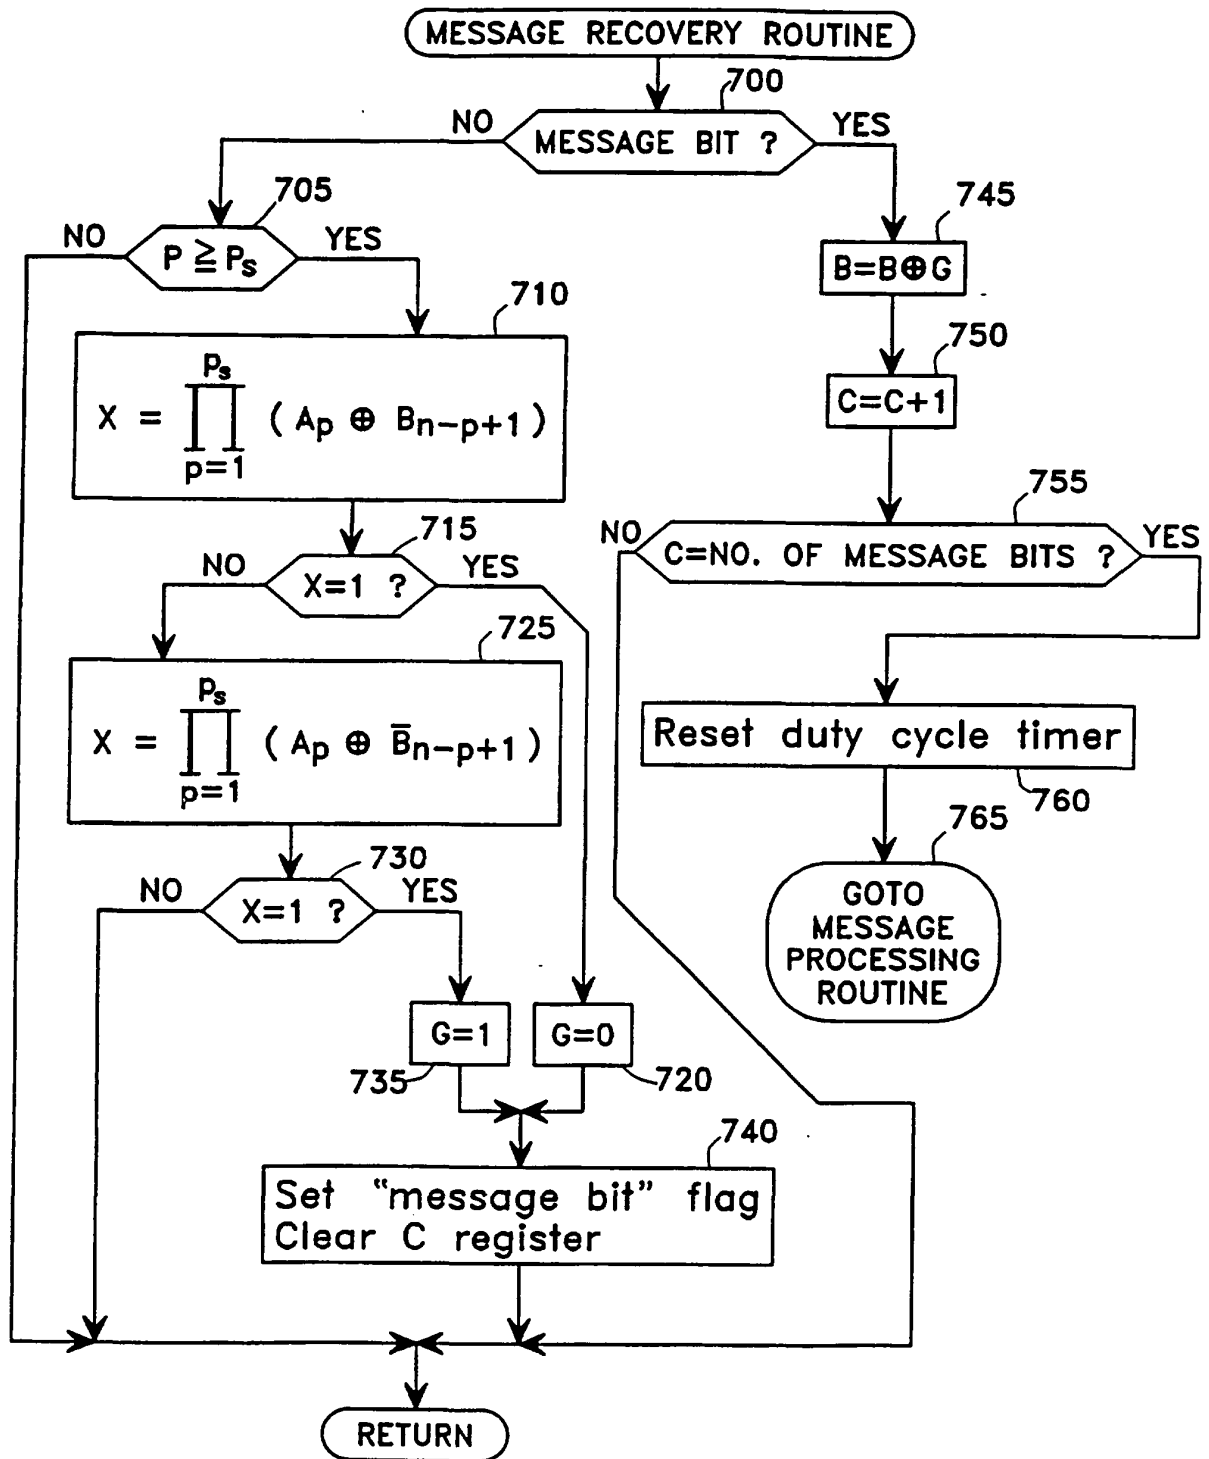 MESSAGE RECOVERY ROUTINE
700
NO
MESSAGE BIT ?
YES
705
NO
P ≧ Ps
YES
745
B=B⊕G
710
X = ∏ (Ap ⊕ Bn-p+1)
Ps
p=1
750
C=C+1
715
NO
X=1 ?
YES
755
NO
C=NO. OF MESSAGE BITS ?
YES
725
X = ∏ (Ap ⊕ B̄n-p+1)
Ps
p=1
Reset duty cycle timer
760
730
NO
X=1 ?
YES
765
GOTO
MESSAGE
PROCESSING
ROUTINE
G=1
735
G=0
720
740
Set “message bit” flag
Clear C register
RETURN